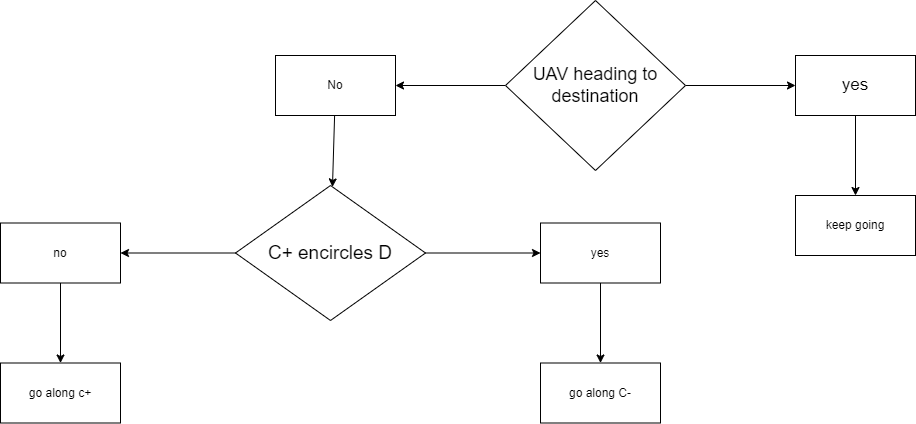 UAV heading to
destination
No
yes
keep going
C+ encircles D
no
yes
go along c+
go along C-